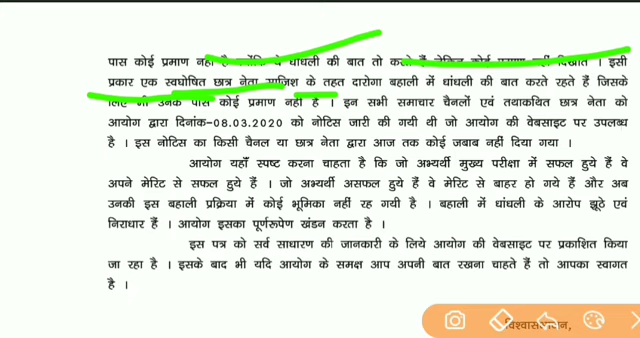 पास कोई प्रमाण नहीं है क्योंकि ये धांधली की बात तो करते हैं लेकिन कोई प्रमाण नहीं दिखाते । इसी
प्रकार एक स्वघोषित छात्र नेता साजिश के तहत दारोगा बहाली में धांधली की बात करते रहते हैं जिसके
लिए भी उनके पास कोई प्रमाण नहीं है । इन सभी समाचार चैनलों एवं तथाकथित छात्र नेता को
आयोग द्वारा दिनांक-08.03.2020 को नोटिस जारी की गयी थी जो आयोग की वेबसाइट पर उपलब्ध
है । इस नोटिस का किसी चैनल या छात्र नेता द्वारा आज तक कोई जबाब नहीं दिया गया ।
आयोग यहाँ स्पष्ट करना चाहता है कि जो अभ्यर्थी मुख्य परीक्षा में सफल हुये हैं वे
अपने मेरिट से सफल हुये हैं । जो अभ्यर्थी असफल हुये हैं वे मेरिट से बाहर हो गये हैं और अब
उनकी इस बहाली प्रक्रिया में कोई भूमिका नहीं रह गयी है । बहाली में धांधली के आरोप झूठे एवं
निराधार हैं । आयोग इसका पूर्णरूपेण खंडन करता है ।
इस पत्र को सर्व साधारण की जानकारी के लिये आयोग की वेबसाइट पर प्रकाशित किया
जा रहा है । इसके बाद भी यदि आयोग के समक्ष आप अपनी बात रखना चाहते हैं तो आपका स्वागत
है ।